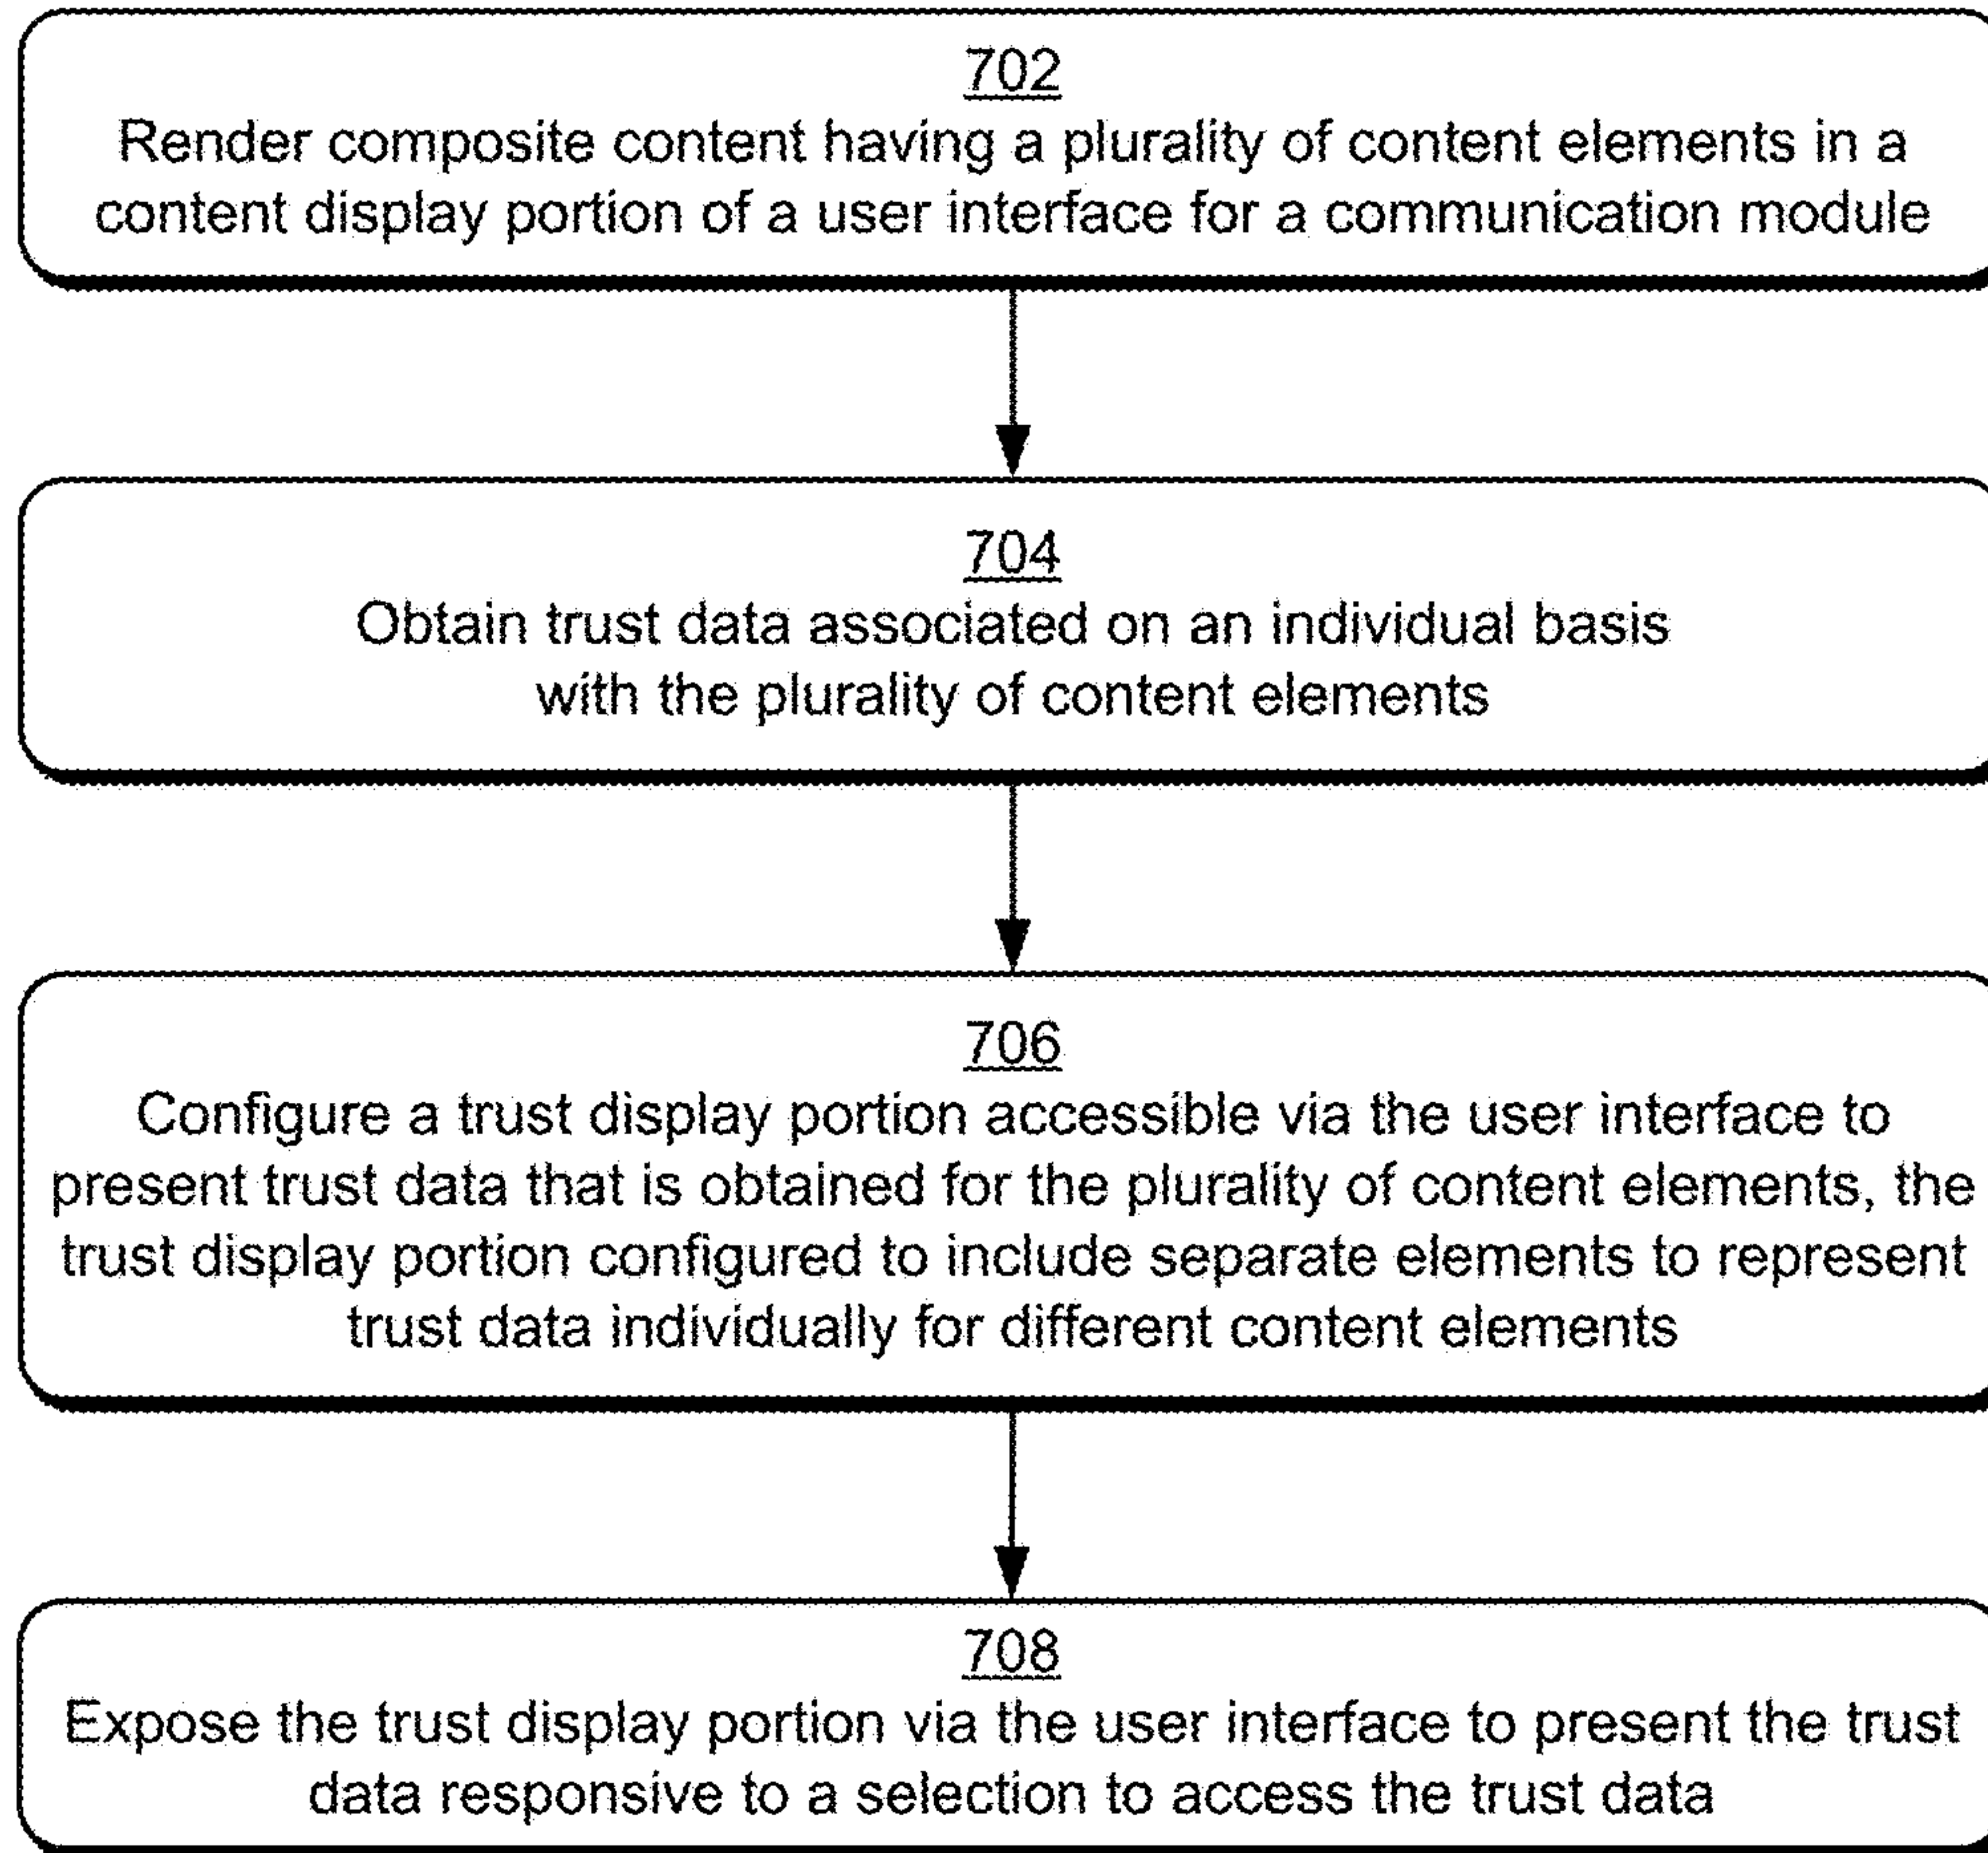 702
Render composite content having a plurality of content elements in a
content display portion of a user interface for a communication module
704
Obtain trust data associated on an individual basis
with the plurality of content elements
706
Configure a trust display portion accessible via the user interface to
present trust data that is obtained for the plurality of content elements, the
trust display portion configured to include separate elements to represent
trust data individually for different content elements
708
Expose the trust display portion via the user interface to present the trust
data responsive to a selection to access the trust data